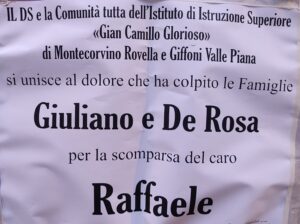 IL DS e la Comunità tutta dell'Istituto di Istruzione Superiore
«Gian Camillo Glorioso»
di Montecorvino Rovella e Giffoni Valle Piana
si unisce al dolore che ha colpito le Famiglie
Giuliano e De Rosa
per la scomparsa del caro
Raffaele